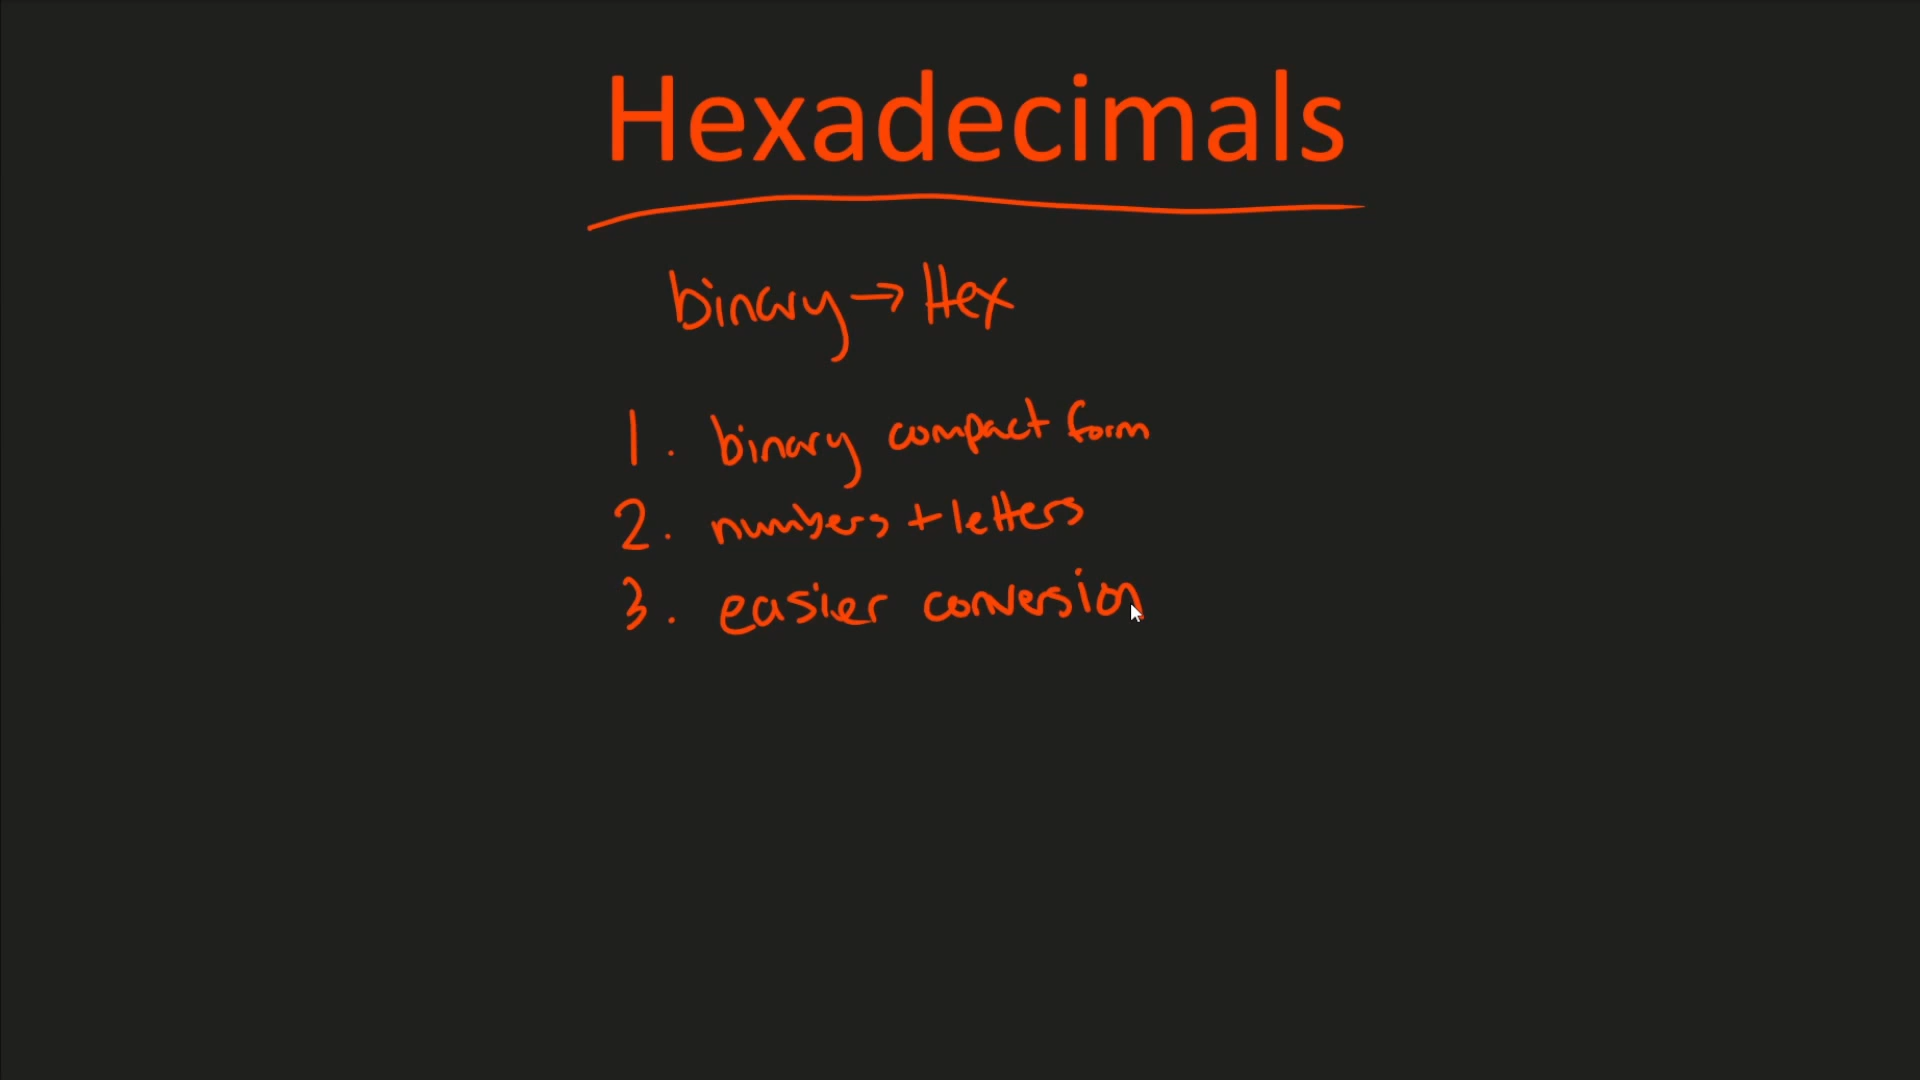 Hexadecimals
binary → Hex
1. binary compact form
2. numbers + letters
3. easier conversion